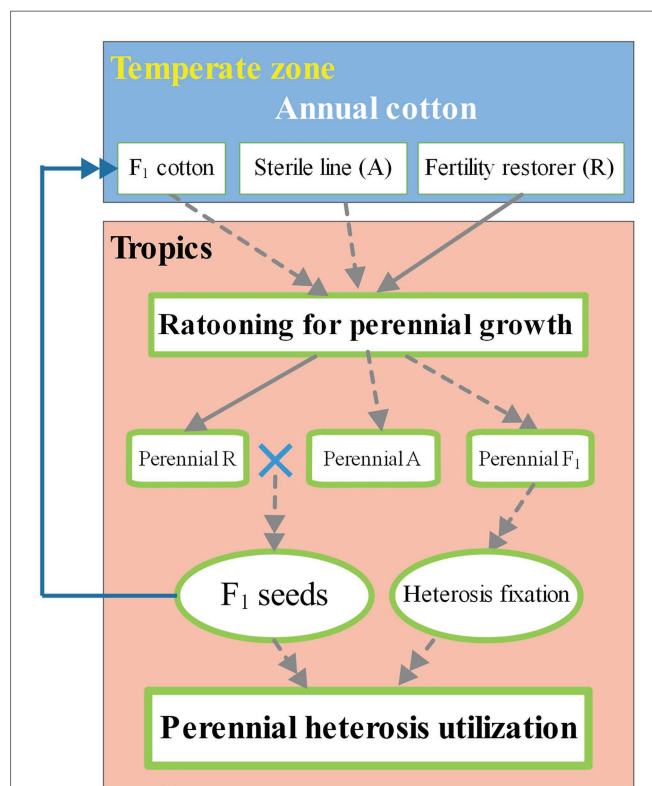 Temperate zone
Annual cotton
F₁ cotton
Sterile line (A)
Fertility restorer (R)
Tropics
Ratooning for perennial growth
Perennial R
Perennial A
Perennial F₁
F₁ seeds
Heterosis fixation
Perennial heterosis utilization